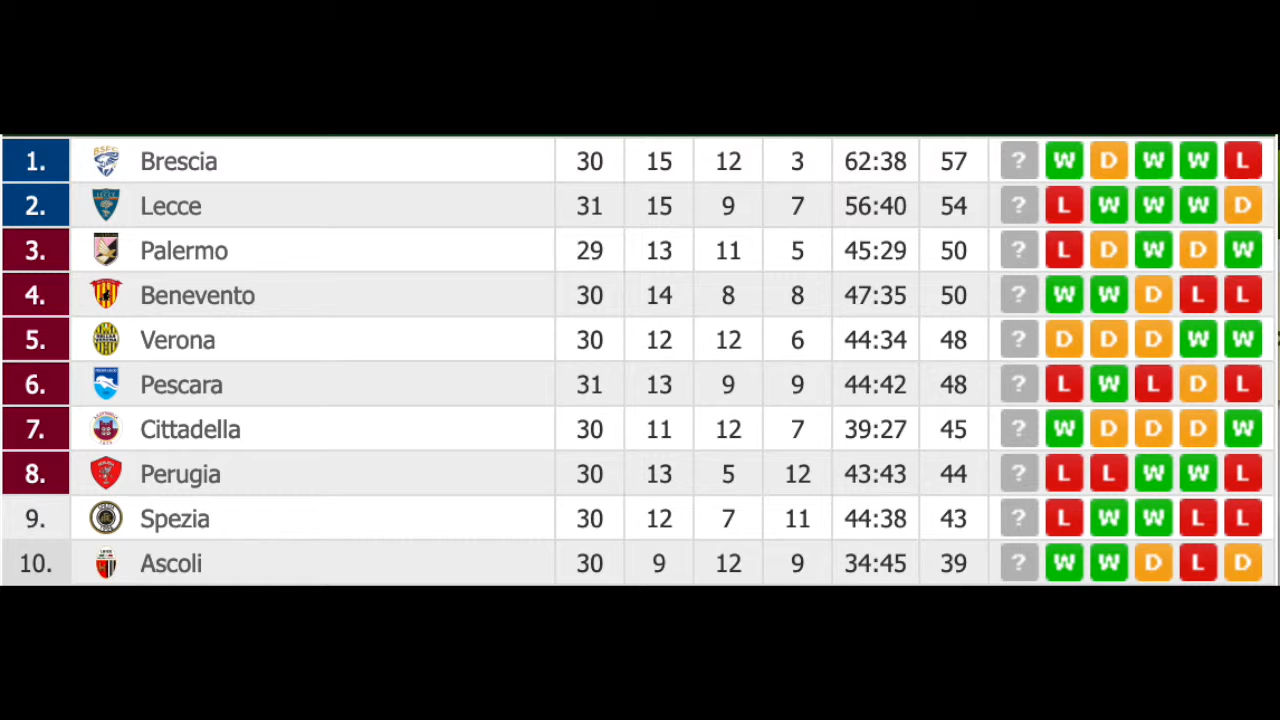 1. Brescia 30 15 12 3 62:38 57 ? W D W W L
2. Lecce 31 15 9 7 56:40 54 ? L W W W D
3. Palermo 29 13 11 5 45:29 50 ? L D W D W
4. Benevento 30 14 8 8 47:35 50 ? W W D L L
5. Verona 30 12 12 6 44:34 48 ? D D D W W
6. Pescara 31 13 9 9 44:42 48 ? L W L D L
7. Cittadella 30 11 12 7 39:27 45 ? W D D D W
8. Perugia 30 13 5 12 43:43 44 ? L L W W L
9. Spezia 30 12 7 11 44:38 43 ? L W W L L
10. Ascoli 30 9 12 9 34:45 39 ? W W D L D